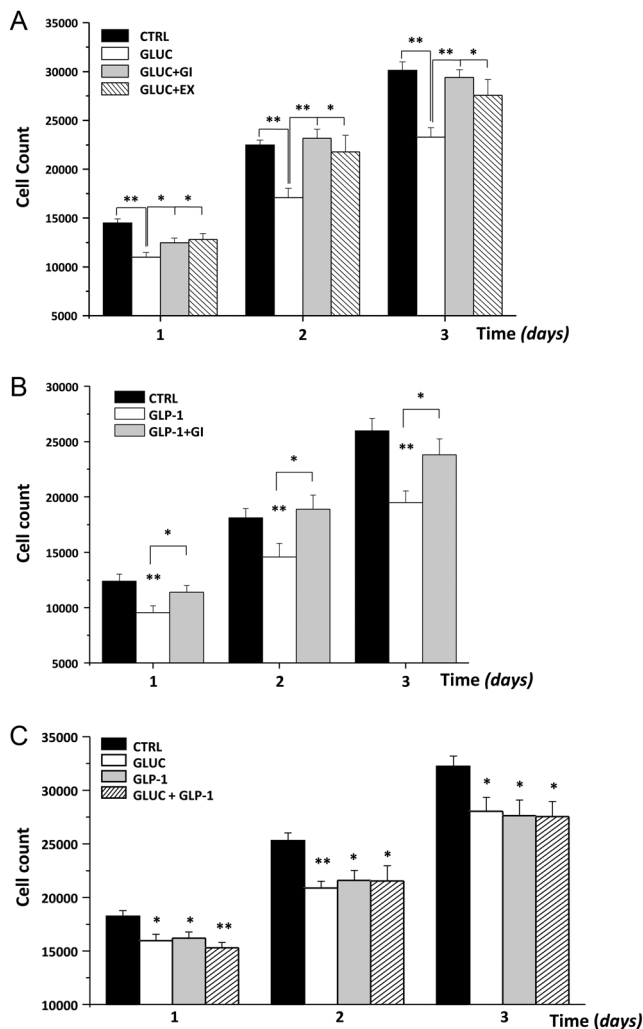 A
CTRL
GLUC
GLUC+GI
GLUC+EX
Cell Count
35000
30000
25000
20000
15000
10000
5000
** * *
** ** *
** ** *
1 2 3 Time (days)
B
CTRL
GLP-1
GLP-1+GI
Cell count
30000
25000
20000
15000
10000
5000
** *
** *
** *
1 2 3 Time (days)
C
CTRL
GLUC
GLP-1
GLUC + GLP-1
Cell count
35000
30000
25000
20000
15000
10000
* * **
** * *
* * *
1 2 3 Time (days)